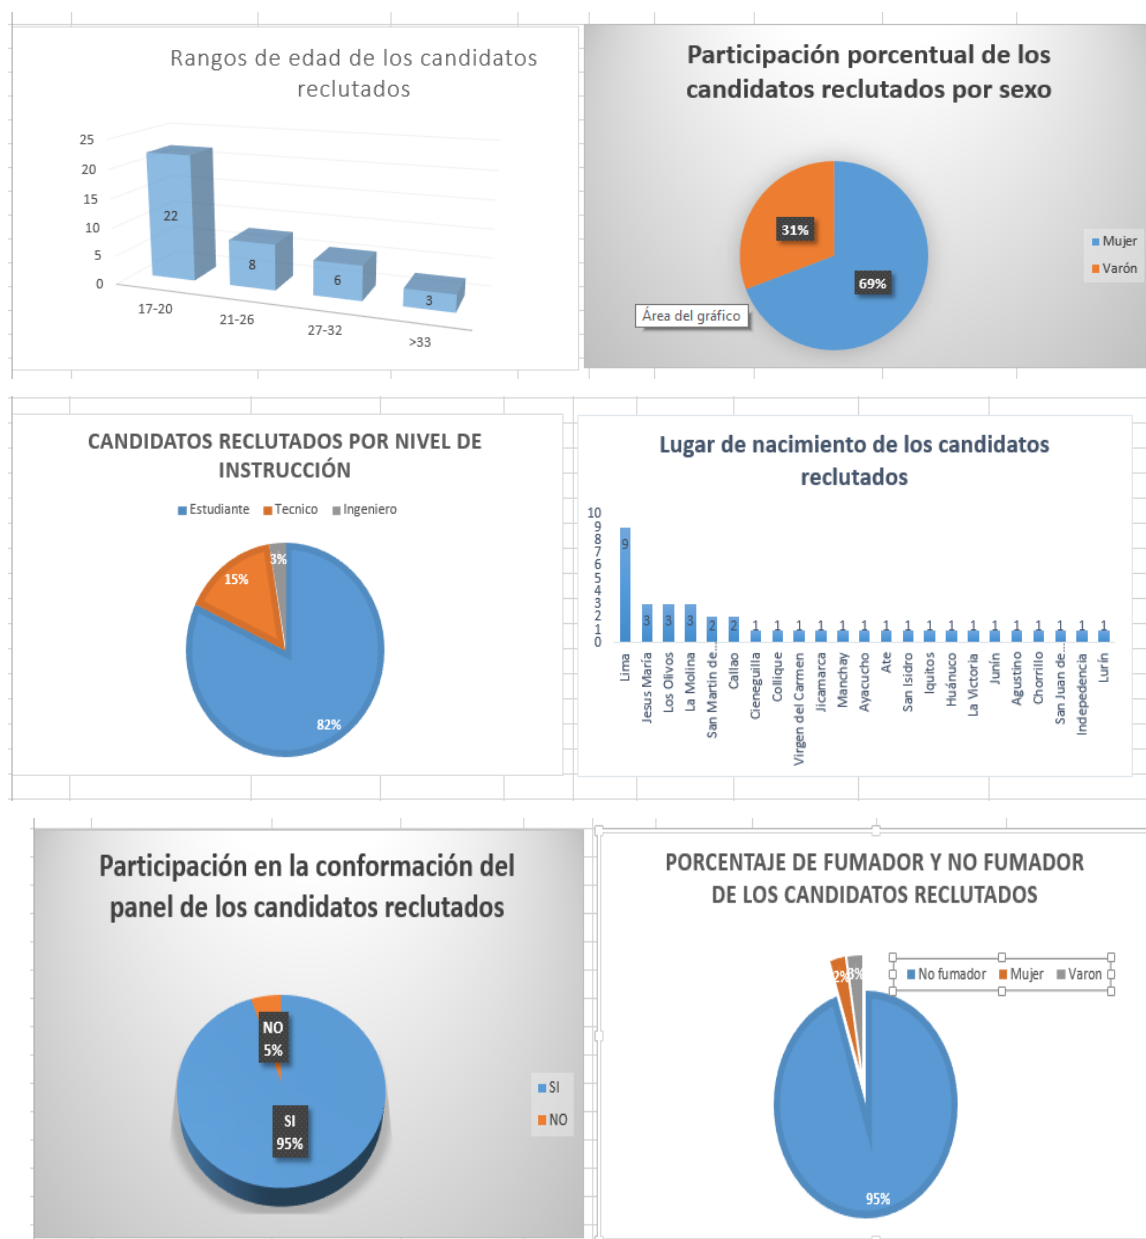 Rangos de edad de los candidatos
reclutados
25
20
15
10
5
0
22
8
6
3
17-20
21-26
27-32
>33
Participación porcentual de los
candidatos reclutados por sexo
31%
69%
Mujer
Varón
Área del gráfico
CANDIDATOS RECLUTADOS POR NIVEL DE
INSTRUCCIÓN
Estudiante Tecnico Ingeniero
3%
15%
82%
Lugar de nacimiento de los candidatos
reclutados
10
9
8
7
6
5
4
3
2
1
0
9 3 3 3 2 2 1 1 1 1 1 1 1 1 1 1 1 1 1 1 1 1 1
Lima
Jesus María
Los Olivos
La Molina
San Martin de...
Callao
Cieneguilla
Collique
Virgen del Carmen
Jicamarca
Manchay
Ayacucho
Ate
San Isidro
Iquitos
Huánuco
La Victoria
Junín
Agustino
Chorrillo
San Juan de...
Indepedencia
Lurín
Participación en la conformación del
panel de los candidatos reclutados
NO
5%
SI
95%
SI
NO
PORCENTAJE DE FUMADOR Y NO FUMADOR
DE LOS CANDIDATOS RECLUTADOS
No fumador Mujer Varon
2% 3%
95%